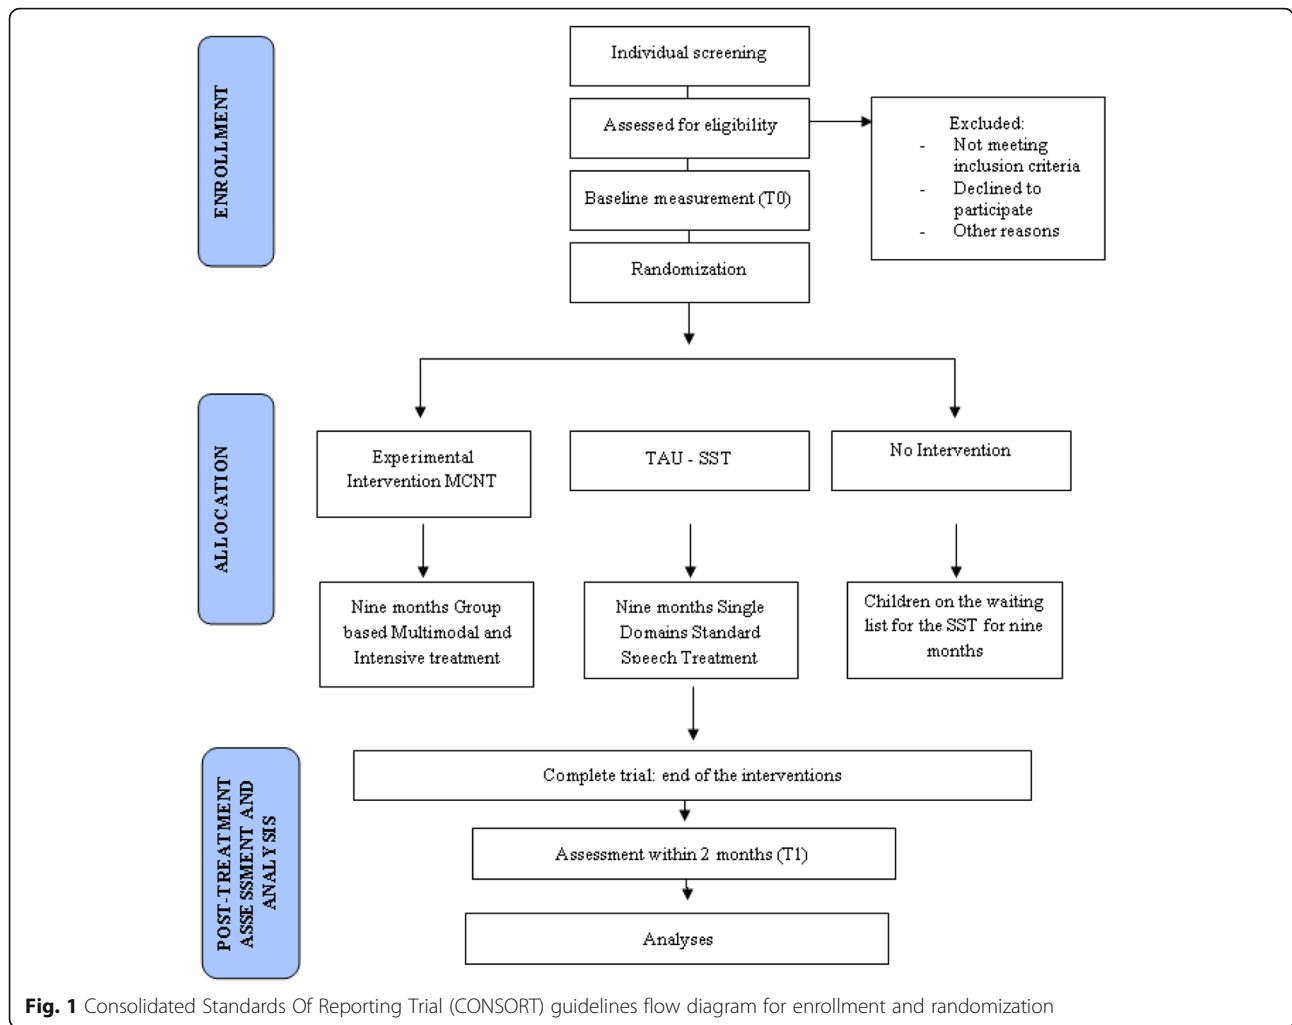 ENROLLMENT
Individual screening
Assessed for eligibility
Excluded:
- Not meeting
inclusion criteria
- Declined to
participate
- Other reasons
Baseline measurement (T0)
Randomization
ALLOCATION
Experimental
Intervention MCNT
TAU - SST
No Intervention
Nine months Group
based Multimodal and
Intensive treatment
Nine months Single
Domains Standard
Speech Treatment
Children on the waiting
list for the SST for nine
months
POST-TREATMENT
ASSESSMENT AND
ANALYSIS
Complete trial: end of the interventions
Assessment within 2 months (T1)
Analyses
Fig. 1 Consolidated Standards Of Reporting Trial (CONSORT) guidelines flow diagram for enrollment and randomization